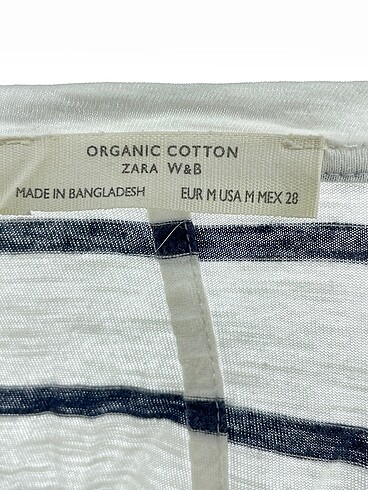 ORGANIC COTTON
ZARA W&B
MADE IN BANGLADESH EUR M USA M MEX 28